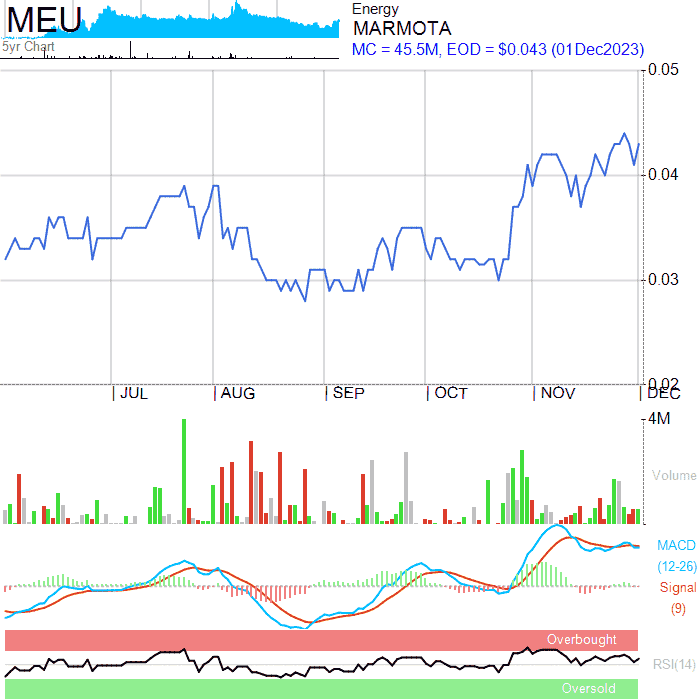 MEU
5yr Chart
Energy
MARMOTA
MC = 45.5M, EOD = $0.043 (01Dec2023)
0.05
0.04
0.03
0.02
JUL AUG SEP OCT NOV DEC
4M
Volume
MACD
(12-26)
Signal
(9)
Overbought
RSI(14)
Oversold